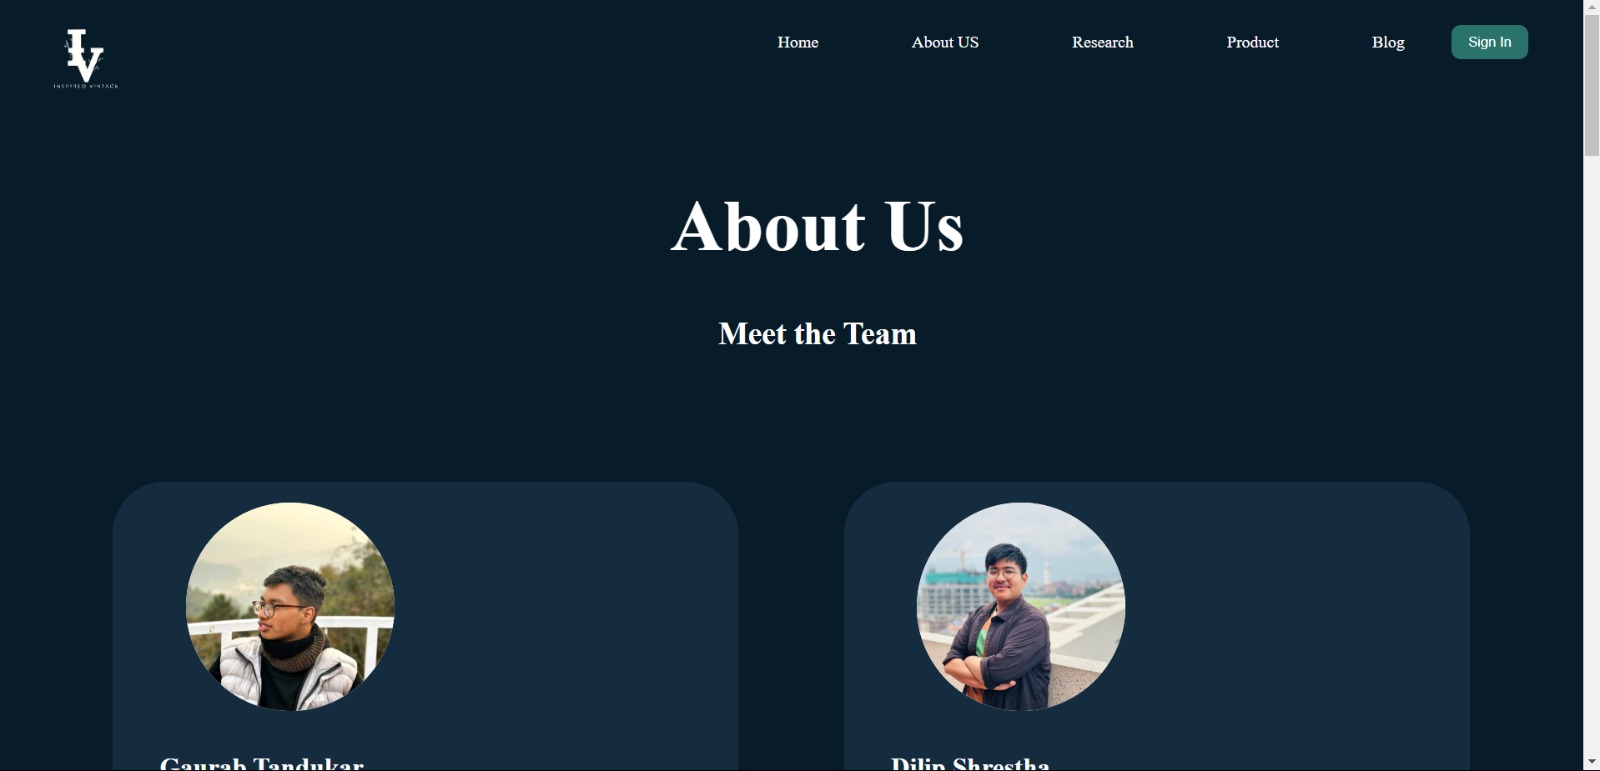 IV
INSPIRED VINTAGE
Home
About US
Research
Product
Blog
Sign In
About Us
Meet the Team
Gaurab Tandukar
Dilip Shrestha